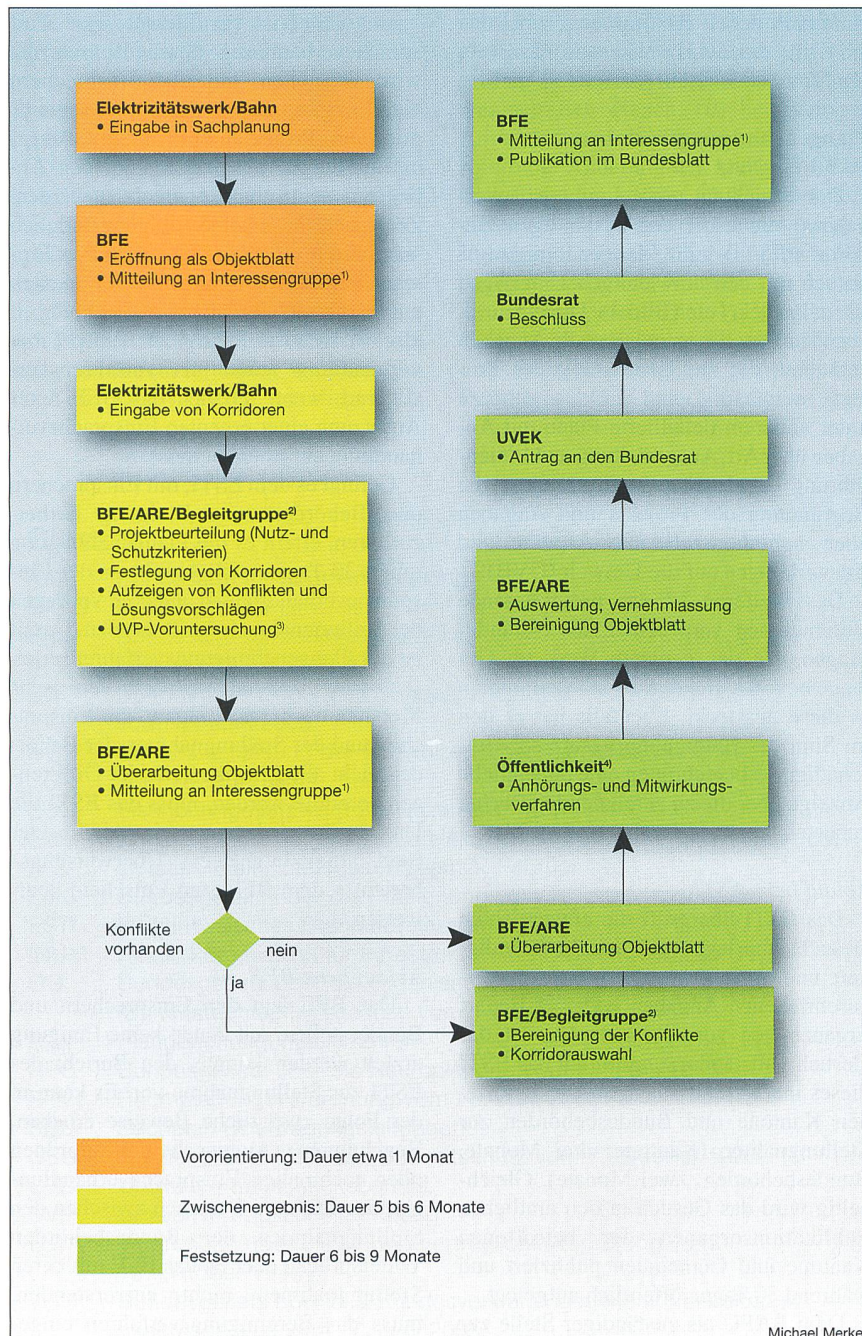 Elektrizitätswerk/Bahn
• Eingabe in Sachplanung
BFE
• Eröffnung als Objektblatt
• Mitteilung an Interessengruppe1)
Elektrizitätswerk/Bahn
• Eingabe von Korridoren
BFE/ARE/Begleitgruppe2)
• Projektbeurteilung (Nutz- und
Schutzkriterien)
• Festlegung von Korridoren
• Aufzeigen von Konflikten und
Lösungsvorschlägen
• UVP-Voruntersuchung3)
BFE/ARE
• Überarbeitung Objektblatt
• Mitteilung an Interessengruppe1)
Konflikte
vorhanden
nein
ja
BFE/Begleitgruppe2)
• Bereinigung der Konflikte
• Korridorauswahl
BFE/ARE
• Überarbeitung Objektblatt
Öffentlichkeit4)
• Anhörungs- und Mitwirkungs-
verfahren
BFE/ARE
• Auswertung, Vernehmlassung
• Bereinigung Objektblatt
UVEK
• Antrag an den Bundesrat
Bundesrat
• Beschluss
BFE
• Mitteilung an Interessengruppe1)
• Publikation im Bundesblatt
Vororientierung: Dauer etwa 1 Monat
Zwischenergebnis: Dauer 5 bis 6 Monate
Festsetzung: Dauer 6 bis 9 Monate
Michael Merker